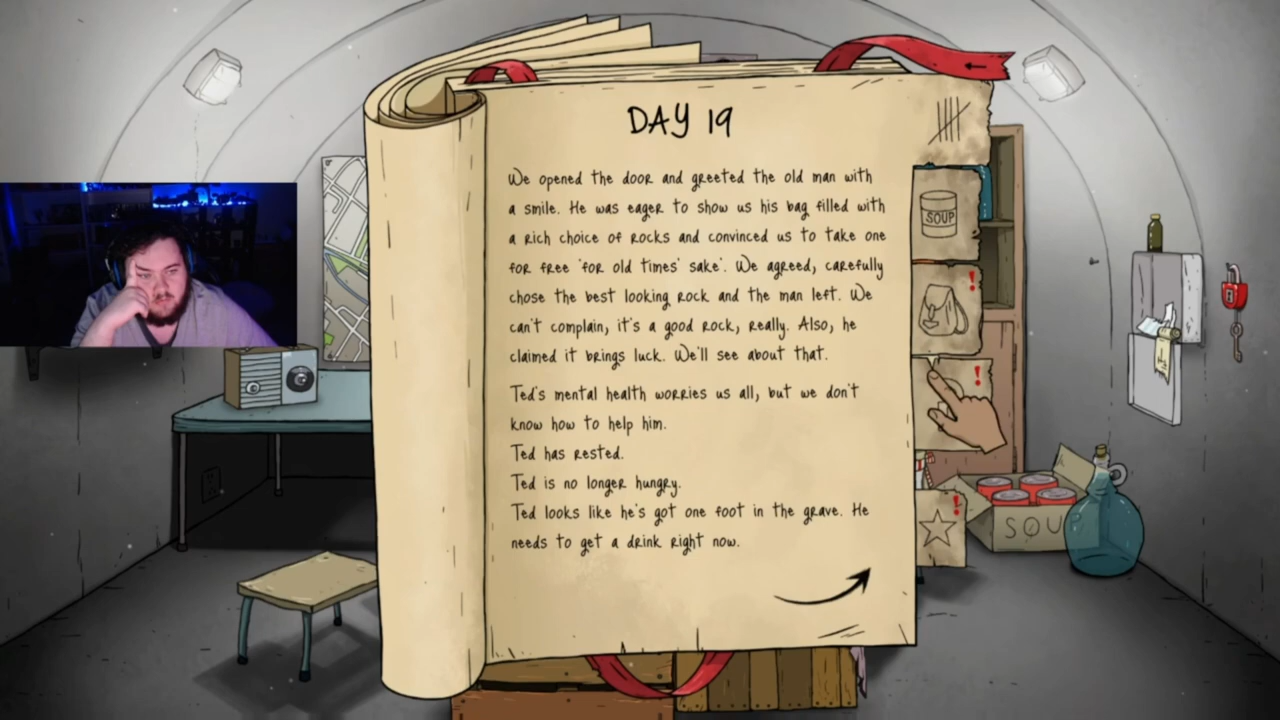 DAY 19
We opened the door and greeted the old man with
a smile. He was eager to show us his bag filled with
a rich choice of rocks and convinced us to take one
for free 'for old times' sake'. We agreed, carefully
chose the best looking rock and the man left. We
can't complain, it's a good rock, really. Also, he
claimed it brings luck. We'll see about that.
Ted's mental health worries us all, but we don't
know how to help him.
Ted has rested.
Ted is no longer hungry.
Ted looks like he's got one foot in the grave. He
needs to get a drink right now.
SOUP
!
!
!
SOUP